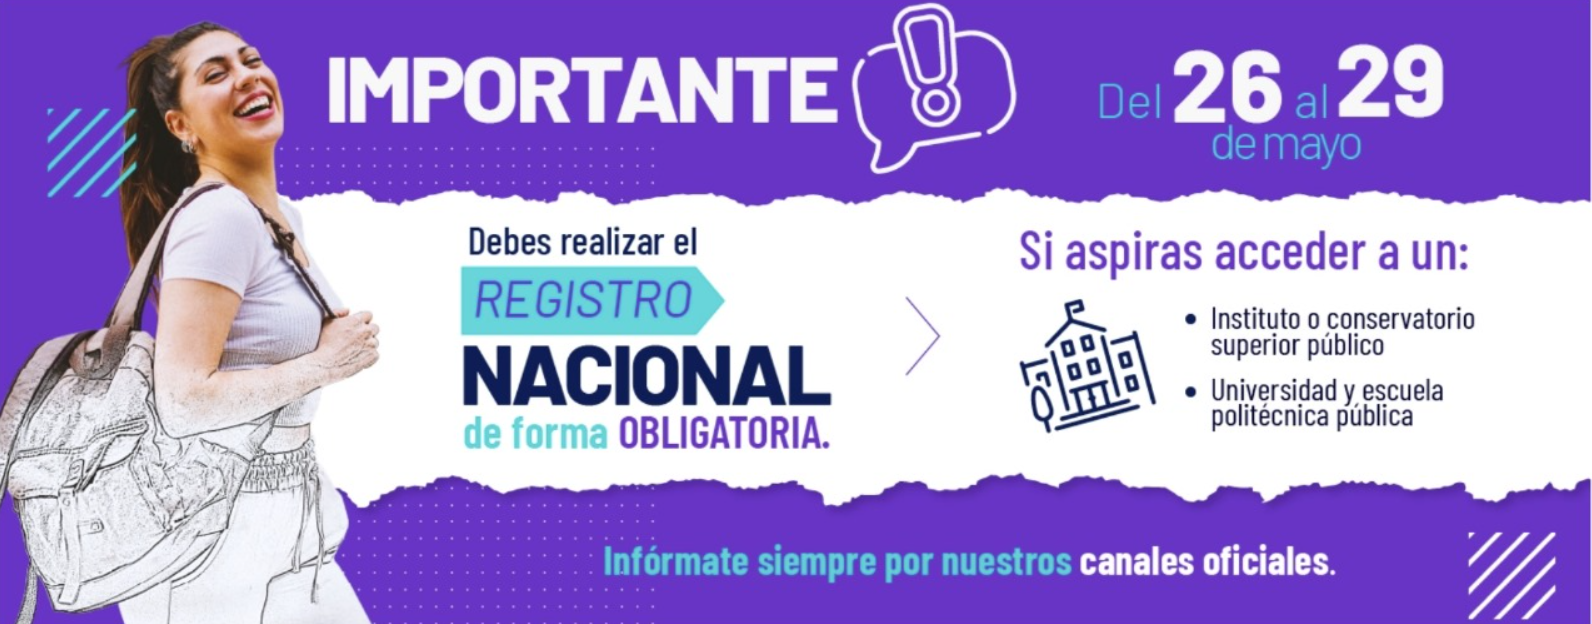 IMPORTANTE
Del 26 al 29
de mayo
Debes realizar el
REGISTRO
NACIONAL
de forma OBLIGATORIA.
Si aspiras acceder a un:
• Instituto o conservatorio
superior público
• Universidad y escuela
politécnica pública
Infórmate siempre por nuestros canales oficiales.